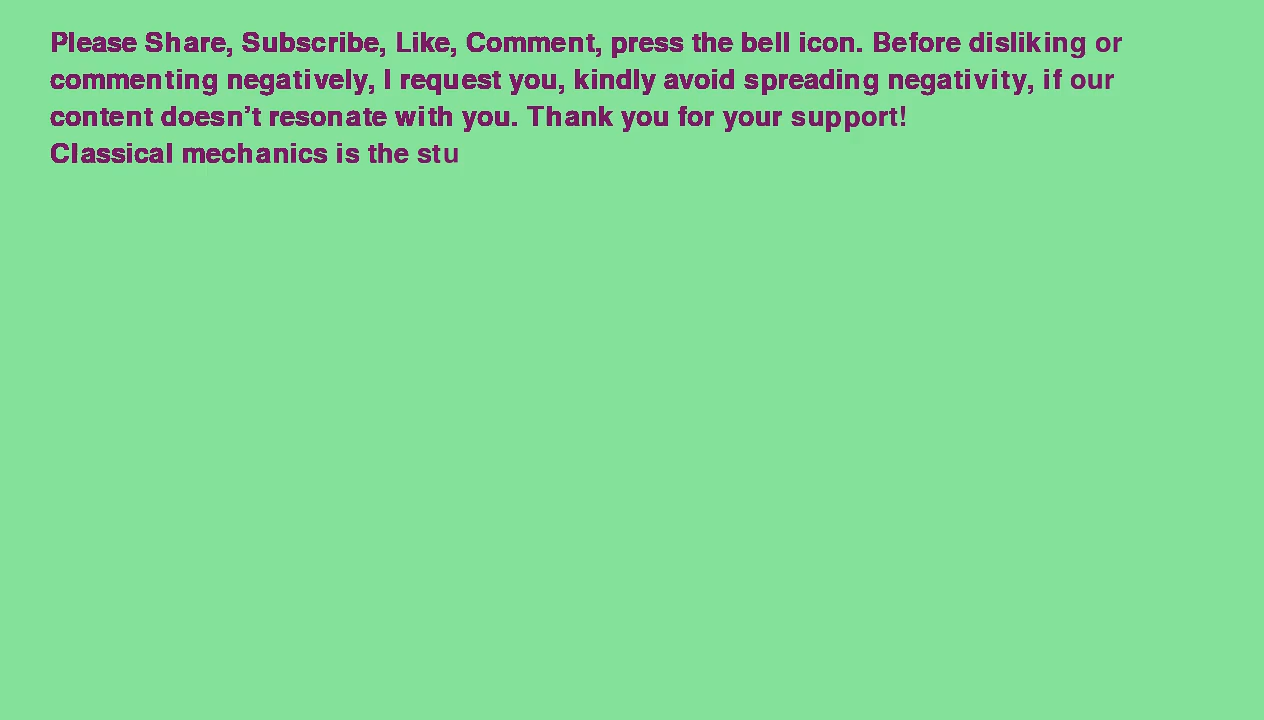 Please Share, Subscribe, Like, Comment, press the bell icon. Before disliking or
commenting negatively, I request you, kindly avoid spreading negativity, if our
content doesn’t resonate with you. Thank you for your support!
Classical mechanics is the stu